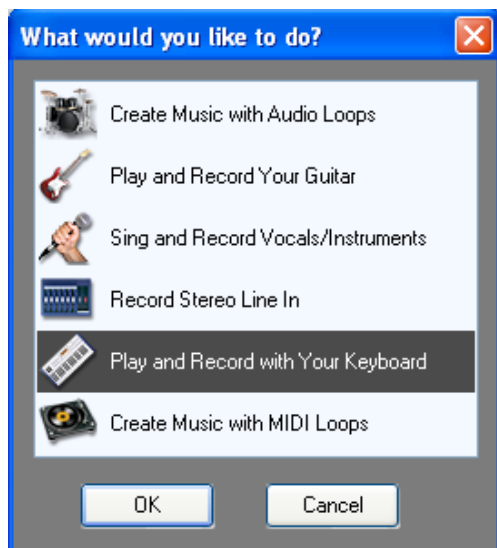 What would you like to do?
Create Music with Audio Loops
Play and Record Your Guitar
Sing and Record Vocals/Instruments
Record Stereo Line In
Play and Record with Your Keyboard
Create Music with MIDI Loops
OK
Cancel